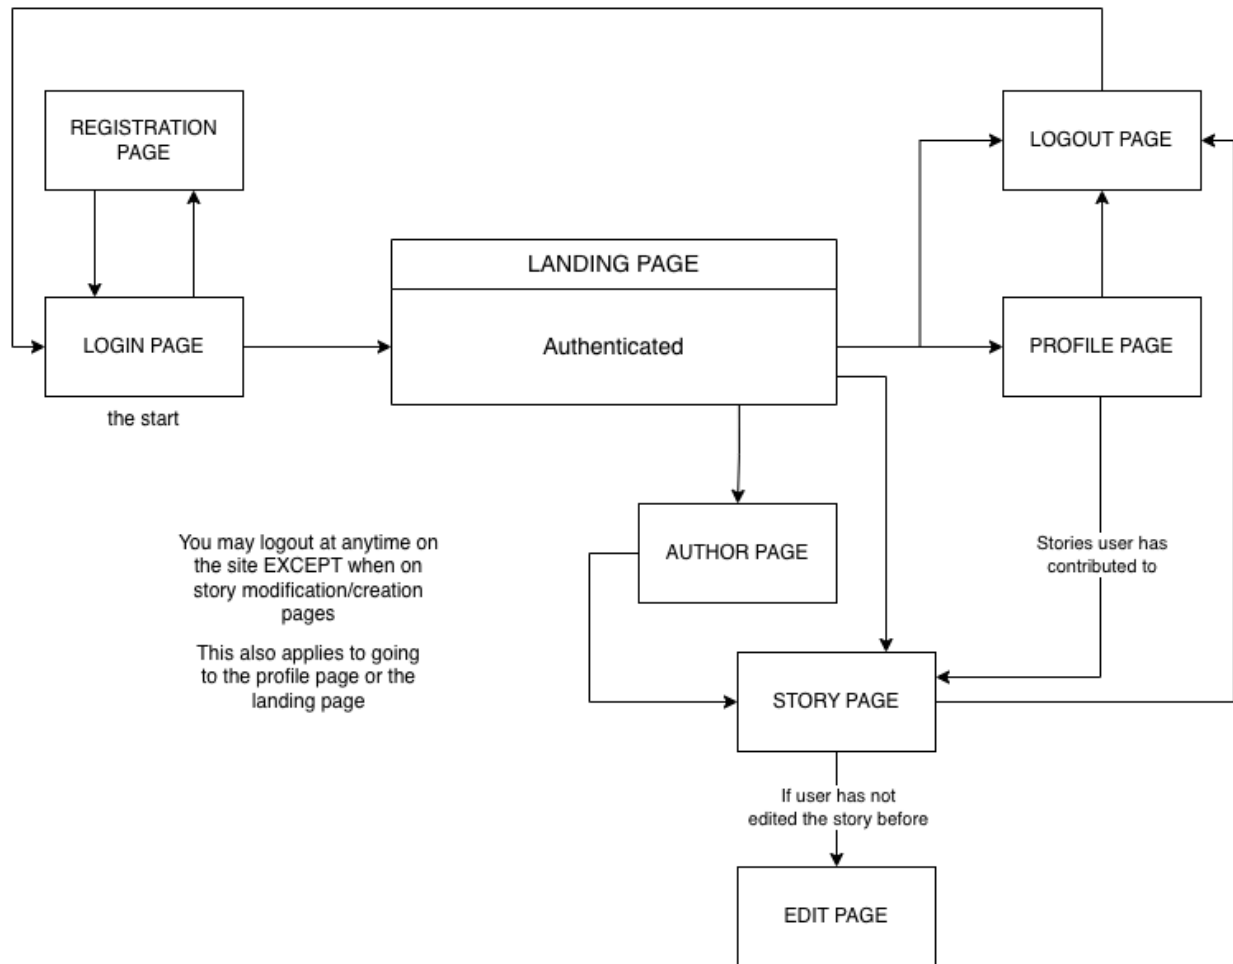 REGISTRATION
PAGE
LOGOUT PAGE
LANDING PAGE
LOGIN PAGE
Authenticated
PROFILE PAGE
the start
You may logout at anytime on
the site EXCEPT when on
story modification/creation
pages
This also applies to going
to the profile page or the
landing page
AUTHOR PAGE
Stories user has
contributed to
STORY PAGE
If user has not
edited the story before
EDIT PAGE